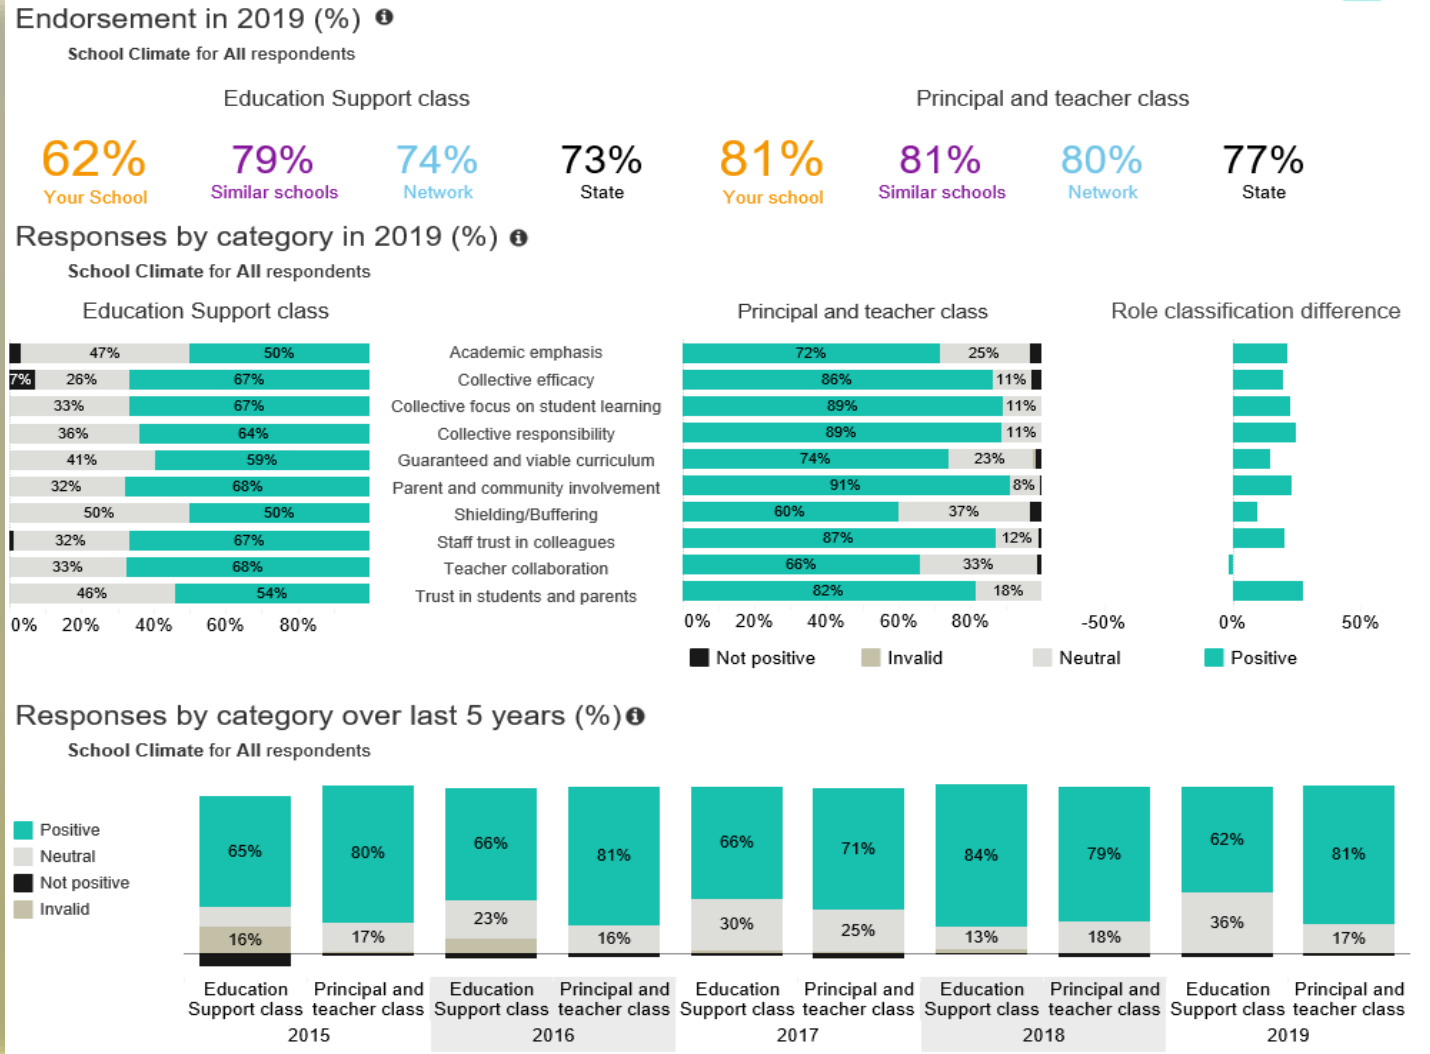 Endorsement in 2019 (%)
School Climate for All respondents
Education Support class
Principal and teacher class
62% 79% 74% 73% 81% 81% 80% 77%
Your School Similar schools Network State Your school Similar schools Network State
Responses by category in 2019 (%)
School Climate for All respondents
Education Support class
Principal and teacher class
Role classification difference
47% 50% Academic emphasis 72% 25%
7% 26% 67% Collective efficacy 86% 11%
33% 67% Collective focus on student learning 89% 11%
36% 64% Collective responsibility 89% 11%
41% 59% Guaranteed and viable curriculum 74% 23%
32% 68% Parent and community involvement 91% 8%
50% 50% Shielding/Buffering 60% 37%
32% 67% Staff trust in colleagues 87% 12%
33% 68% Teacher collaboration 66% 33%
46% 54% Trust in students and parents 82% 18%
0% 20% 40% 60% 80% 0% 20% 40% 60% 80% -50% 0% 50%
Not positive Invalid Neutral Positive
Responses by category over last 5 years (%)
School Climate for All respondents
Positive
Neutral
Not positive
Invalid
65% 80% 66% 81% 66% 71% 84% 79% 62% 81%
16% 17% 23% 16% 30% 25% 13% 18% 36% 17%
Education Principal and Education Principal and Education Principal and Education Principal and Education Principal and
Support class teacher class Support class teacher class Support class teacher class Support class teacher class Support class teacher class
2015 2016 2017 2018 2019